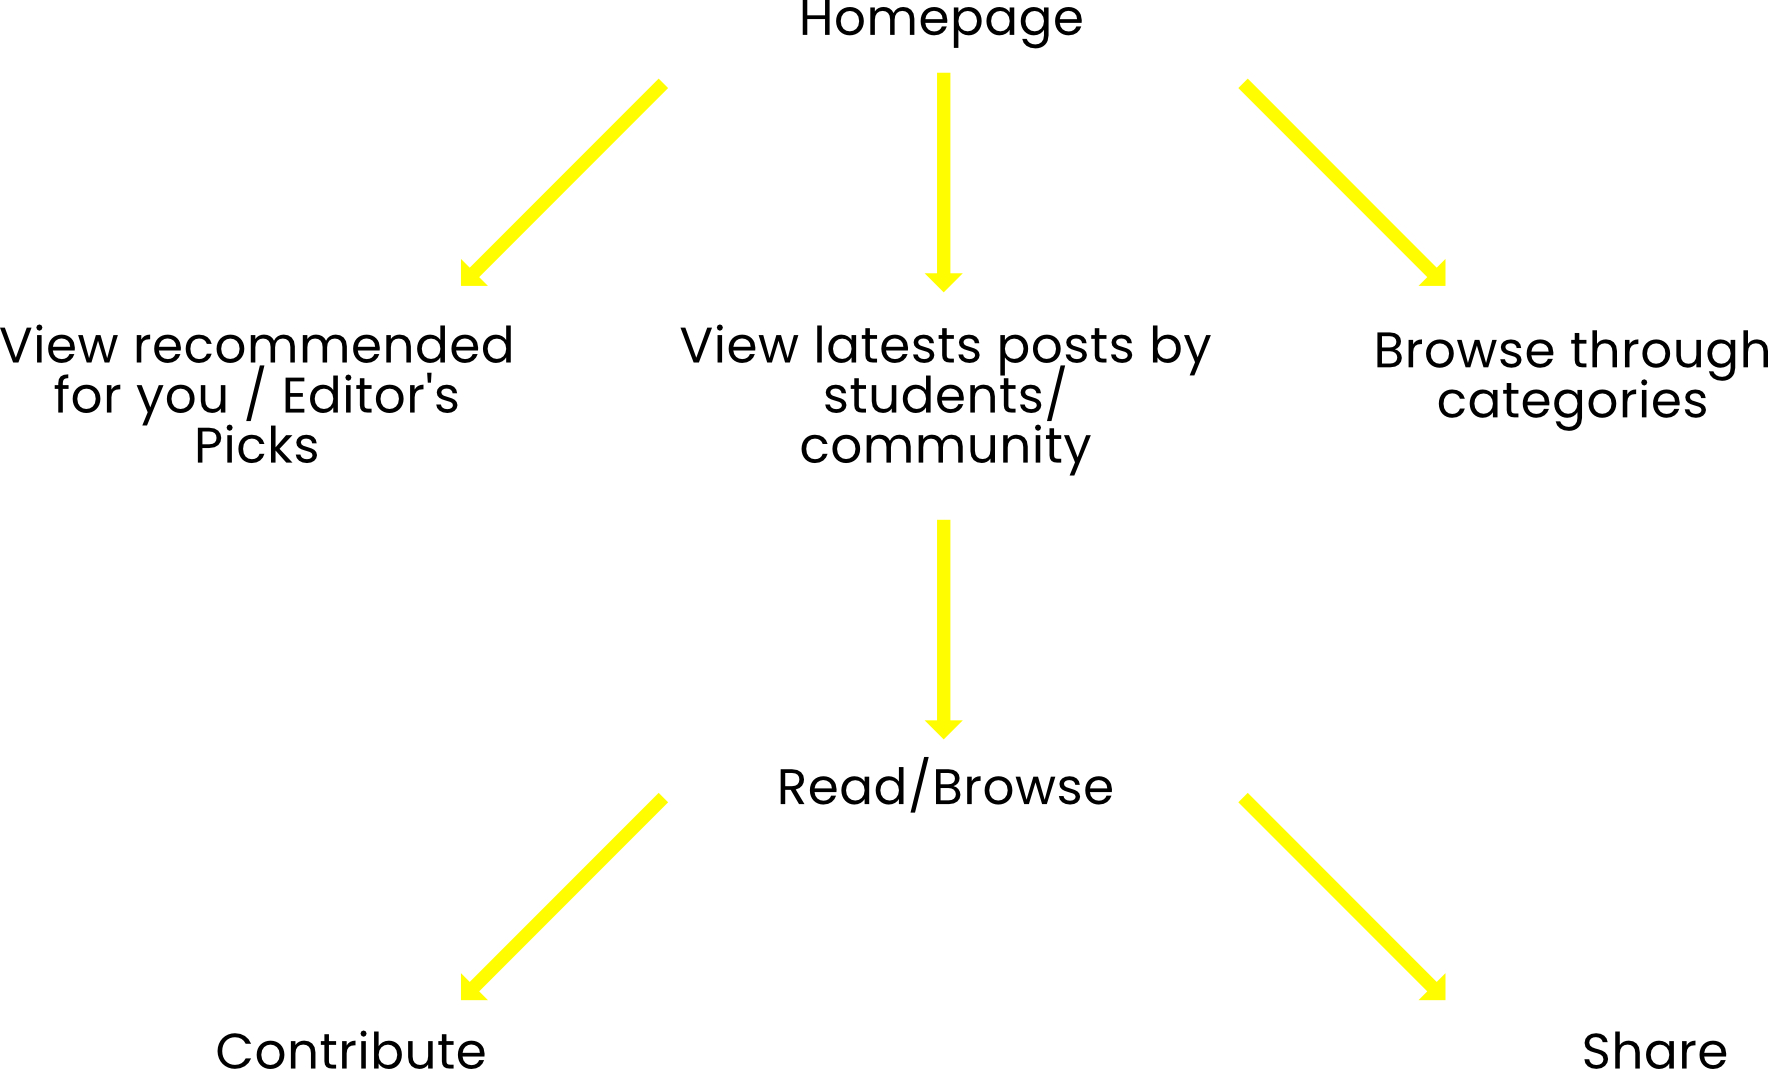 Homepage
View recommended
for you / Editor's
Picks
View latests posts by
students/
community
Browse through
categories
Read/Browse
Contribute
Share